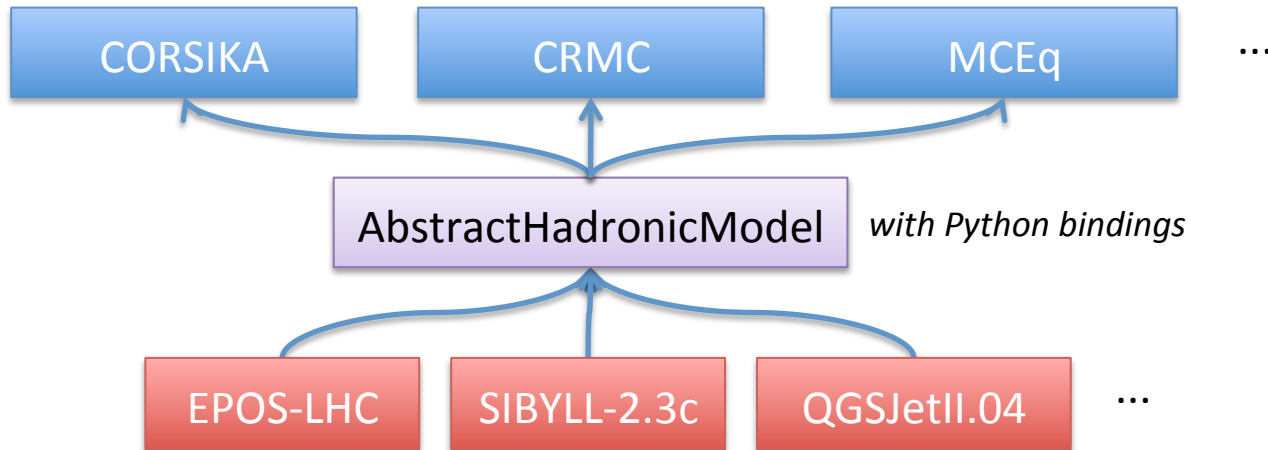 CORSIKA CRMC MCEq ...
AbstractHadronicModel with Python bindings
EPOS-LHC SIBYLL-2.3c QGSJetII.04 ...